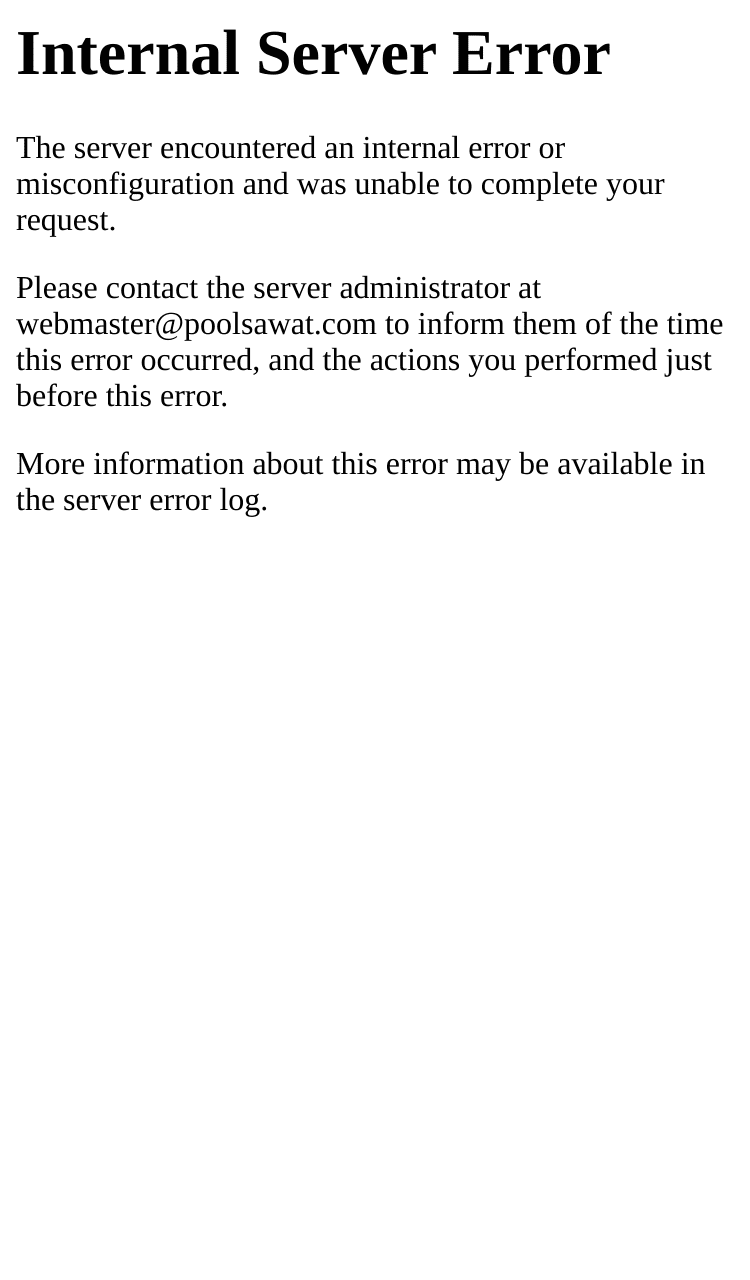 Internal Server Error
The server encountered an internal error or
misconfiguration and was unable to complete your
request.
Please contact the server administrator at
webmaster@poolsawat.com to inform them of the time
this error occurred, and the actions you performed just
before this error.
More information about this error may be available in
the server error log.